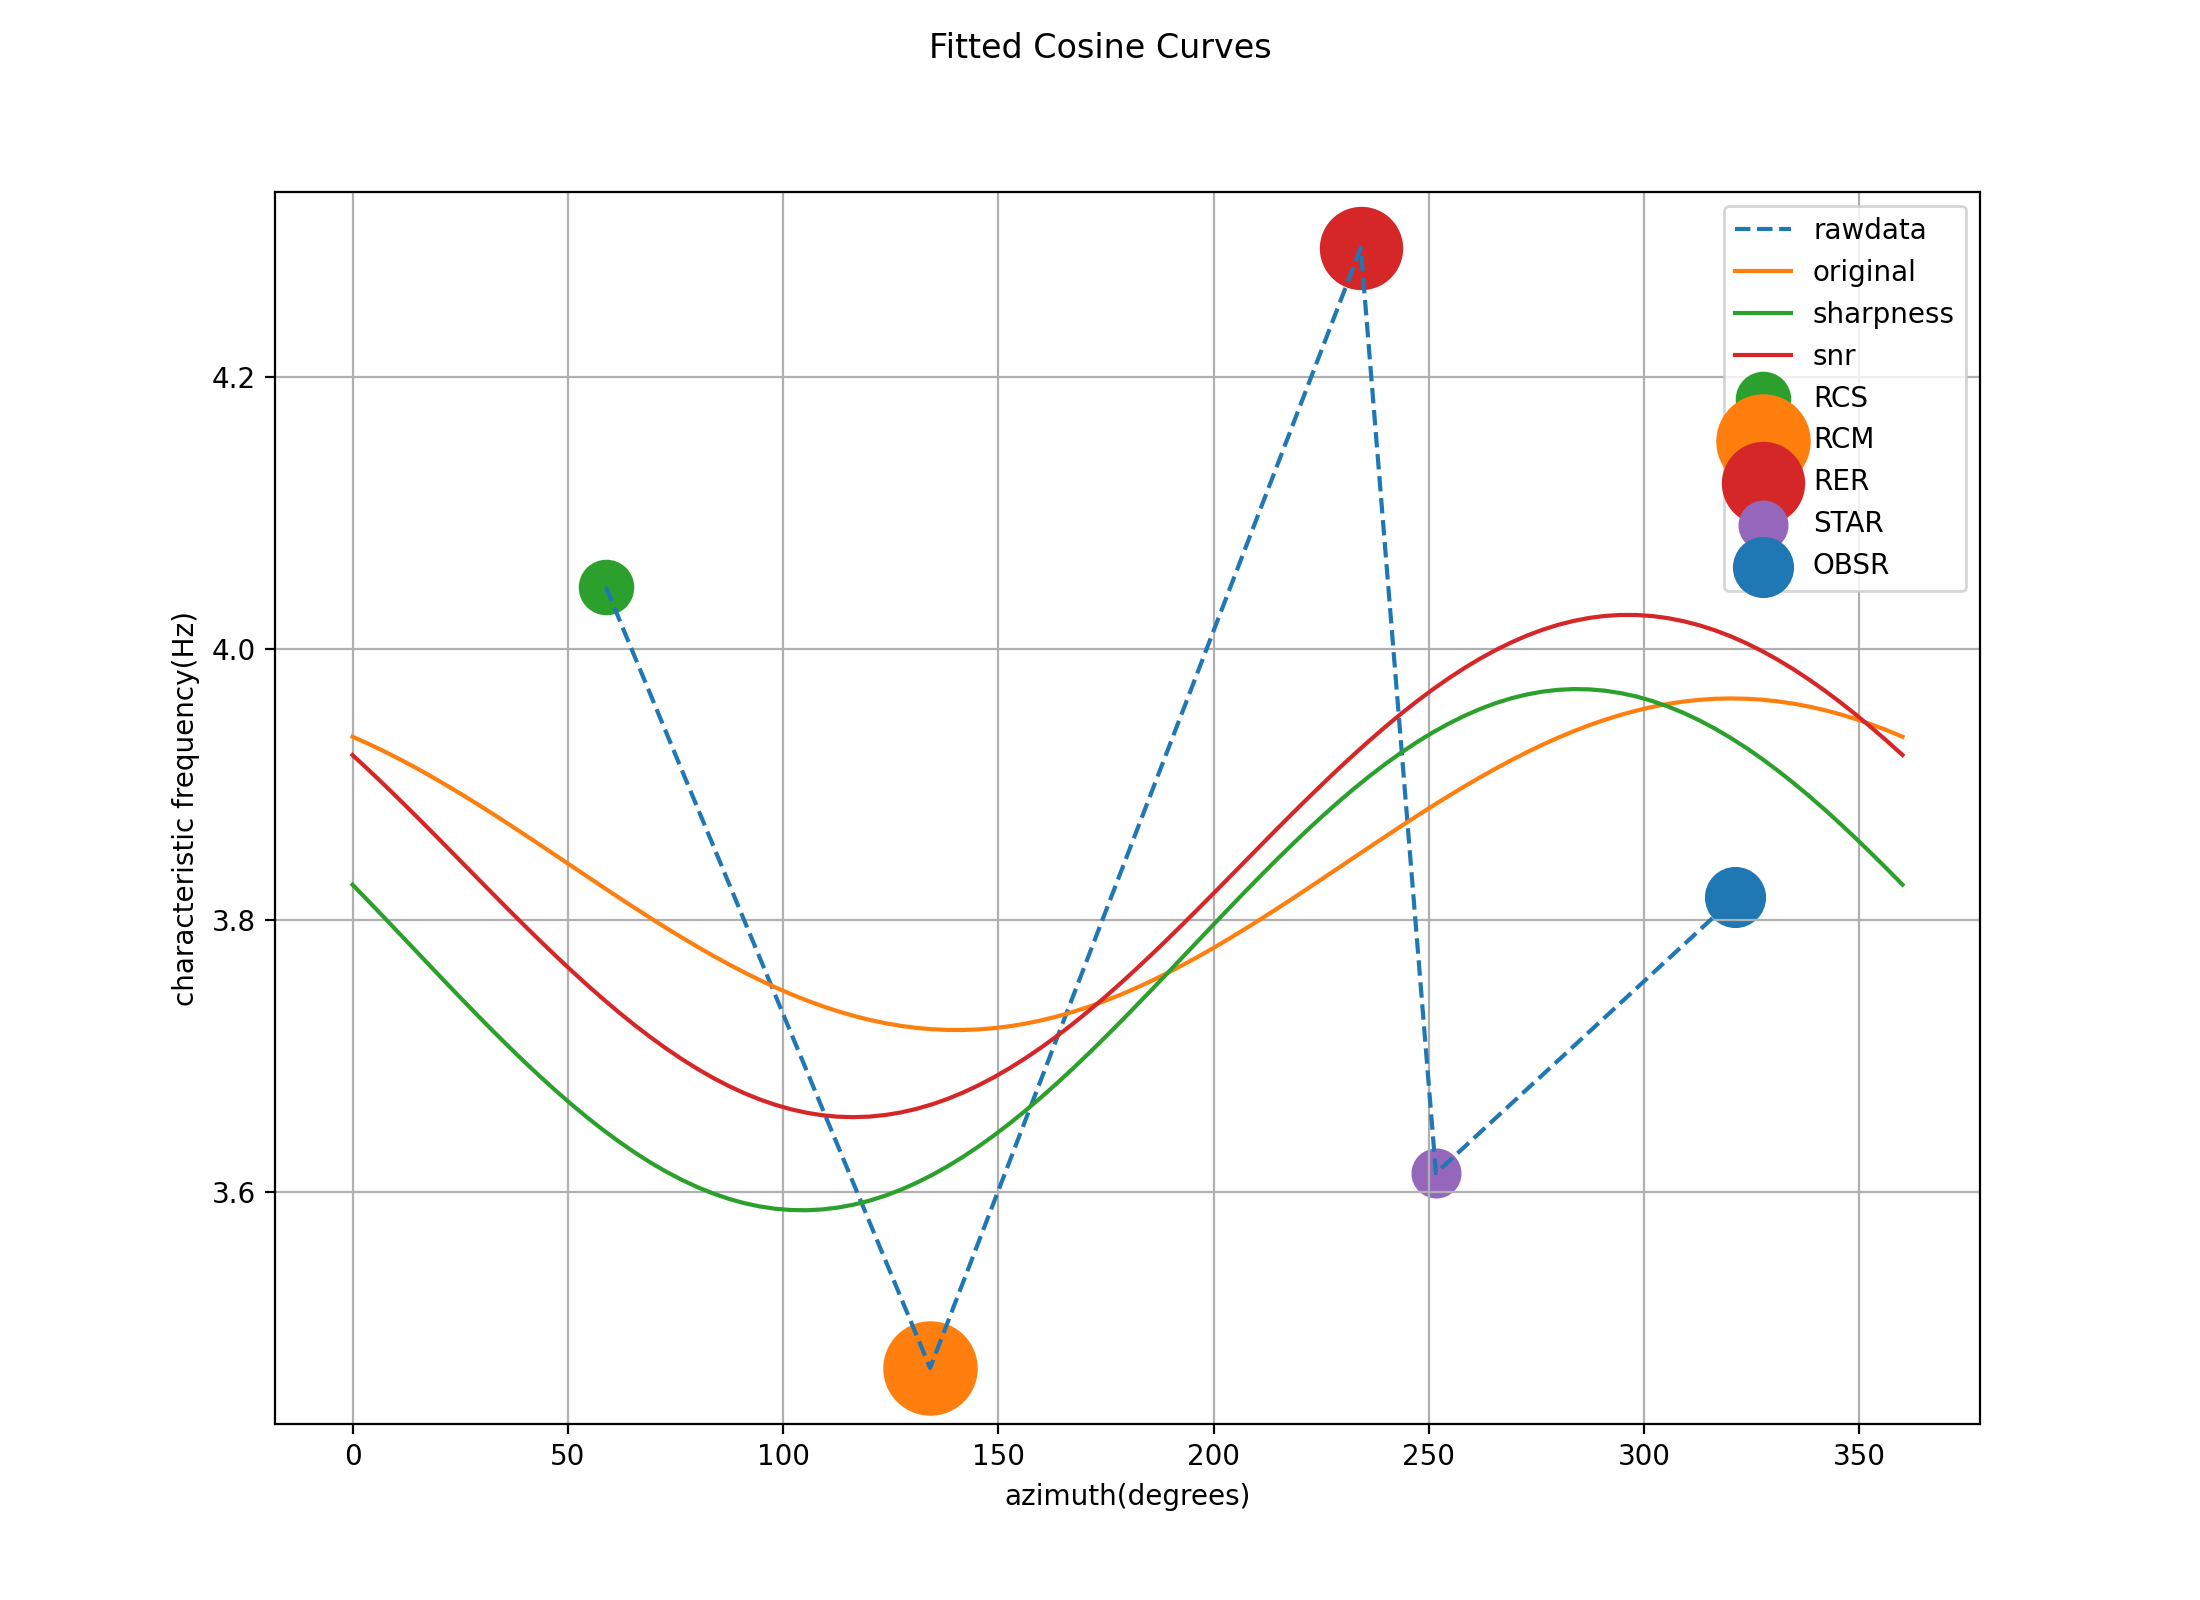 Fitted Cosine Curves
rawdata
original
sharpness
snr
RCS
RCM
RER
STAR
OBSR
characteristic frequency(Hz)
4.2
4.0
3.8
3.6
0 50 100 150 200 250 300 350
azimuth(degrees)